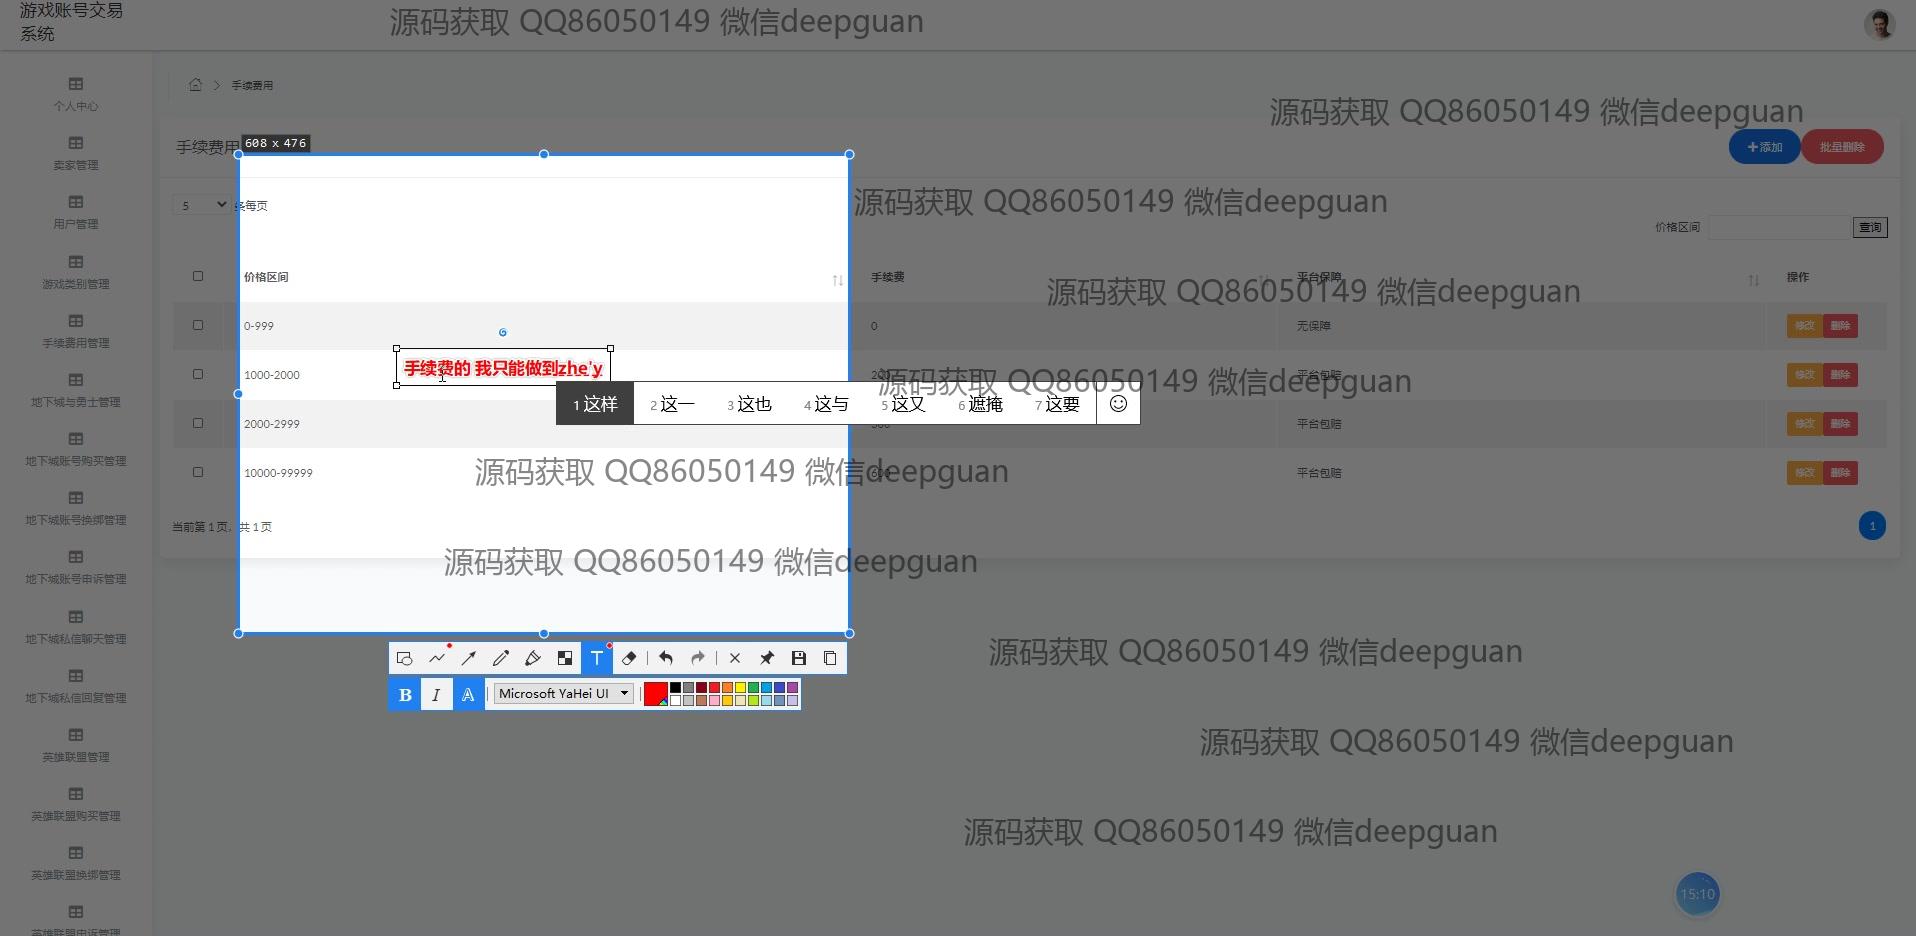 游戏账号交易
系统
源码获取 QQ86050149 微信deepguan
个人中心
卖家管理
用户管理
游戏类别管理
手续费用管理
地下城与勇士管理
地下城账号购买管理
地下城账号换绑管理
地下城账号申诉管理
地下城私信聊天管理
地下城私信回复管理
英雄联盟管理
英雄联盟购买管理
英雄联盟换绑管理
英雄联盟申诉管理
手续费用
源码获取 QQ86050149 微信deepguan
手续费用
608 x 476
添加
批量删除
5
条每页
源码获取 QQ86050149 微信deepguan
价格区间
查询
价格区间
手续费
平台保障
操作
源码获取 QQ86050149 微信deepguan
0-999
0
无保障
修改
删除
1000-2000
手续费的 我只能做到zhe'y
平台包赔
修改
删除
源码获取 QQ86050149 微信deepguan
1 这样
2 这一
3 这也
4 这与
5 这又
6 遮掩
7 这要
2000-2999
平台包赔
修改
删除
10000-99999
平台包赔
修改
删除
源码获取 QQ86050149 微信deepguan
当前第 1 页，共 1 页
1
源码获取 QQ86050149 微信deepguan
源码获取 QQ86050149 微信deepguan
T
B
I
A
Microsoft YaHei UI
源码获取 QQ86050149 微信deepguan
源码获取 QQ86050149 微信deepguan
15:10